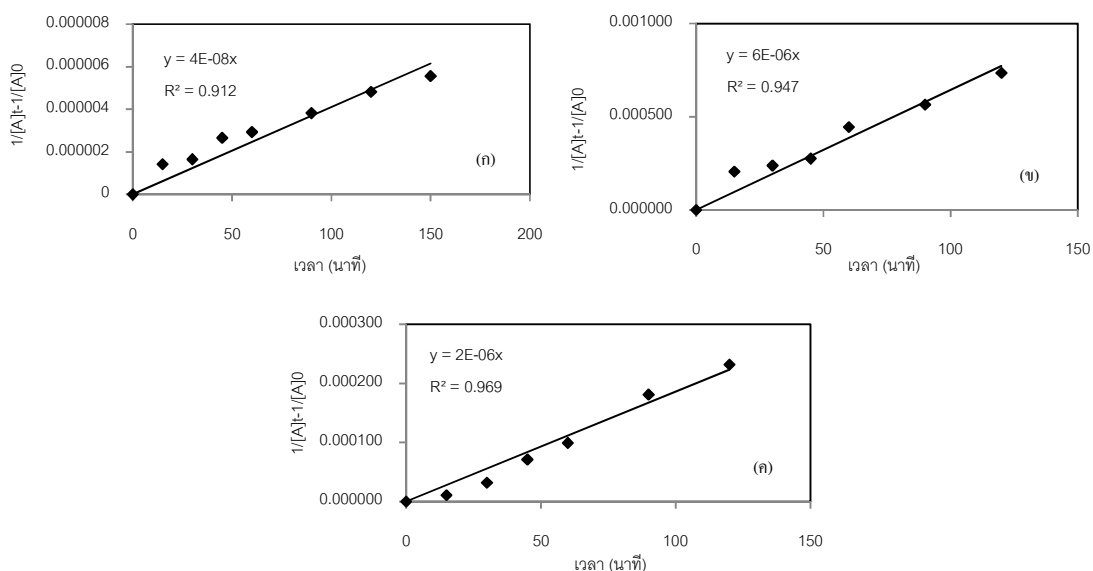 0.000008
0.000006
0.000004
0.000002
0
1/[A]t-1/[A]0
y = 4E-08x
R² = 0.912
(ก)
0 50 100 150 200
เวลา (นาที)
0.001000
0.000500
0.000000
1/[A]t-1/[A]0
y = 6E-06x
R² = 0.947
(ข)
0 50 100 150
เวลา (นาที)
0.000300
0.000200
0.000100
0.000000
1/[A]t-1/[A]0
y = 2E-06x
R² = 0.969
(ค)
0 50 100 150
เวลา (นาที)